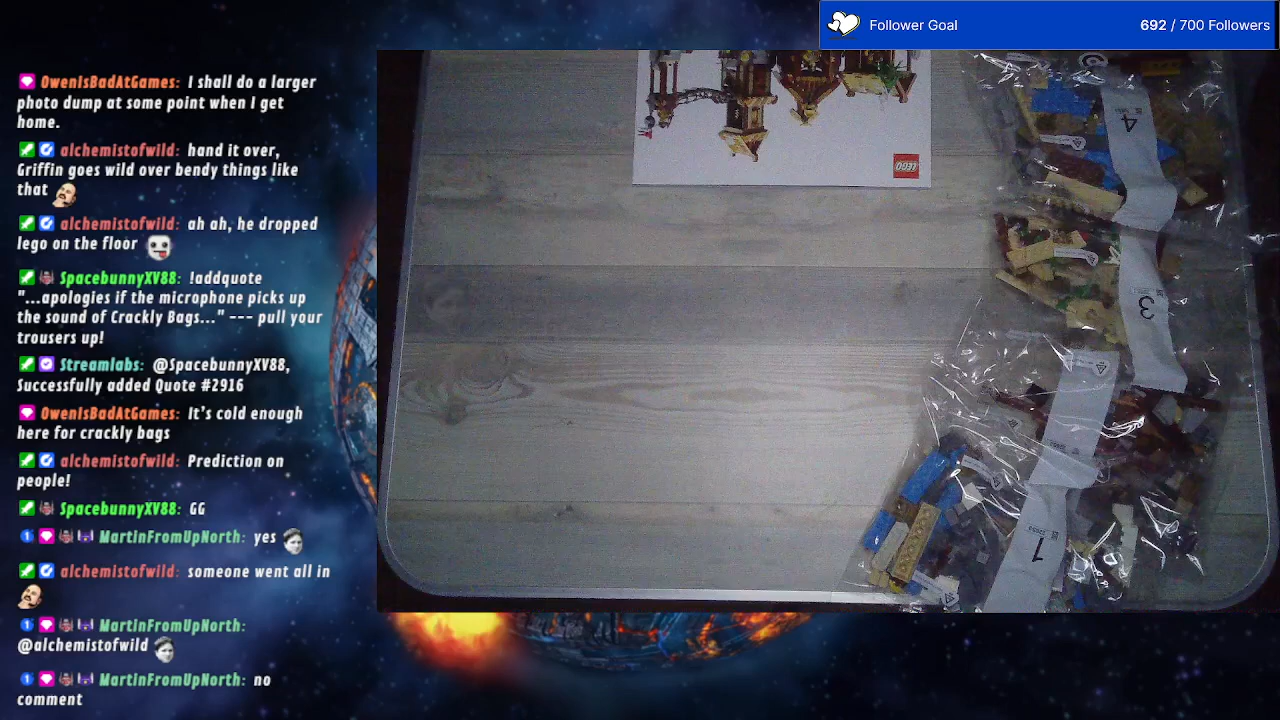 Follower Goal 692 / 700 Followers
OwenIsBadAtGames: I shall do a larger
photo dump at some point when I get
home.
alchemistofwild: hand it over,
Griffin goes wild over bendy things like
that
alchemistofwild: ah ah, he dropped
lego on the floor
SpacebunnyXV88: !addquote
"...apologies if the microphone picks up
the sound of Crackly Bags..." --- pull your
trousers up!
Streamlabs: @SpacebunnyXV88,
Successfully added Quote #2916
OwenIsBadAtGames: It's cold enough
here for crackly bags
alchemistofwild: Prediction on
people!
SpacebunnyXV88: GG
MartinFromUpNorth: yes
alchemistofwild: someone went all in
MartinFromUpNorth:
@alchemistofwild
MartinFromUpNorth: no
comment
LEGO
4
3
1